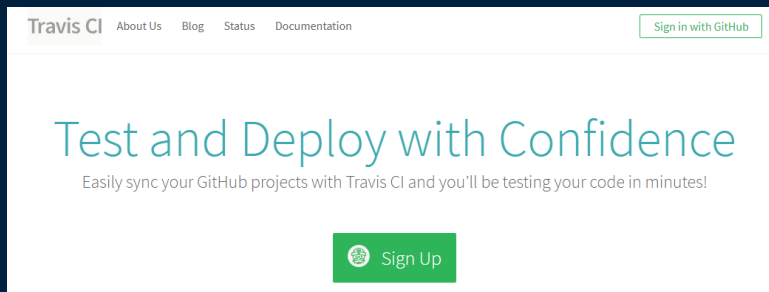 Travis CI About Us Blog Status Documentation Sign in with GitHub
Test and Deploy with Confidence
Easily sync your GitHub projects with Travis CI and you'll be testing your code in minutes!
Sign Up